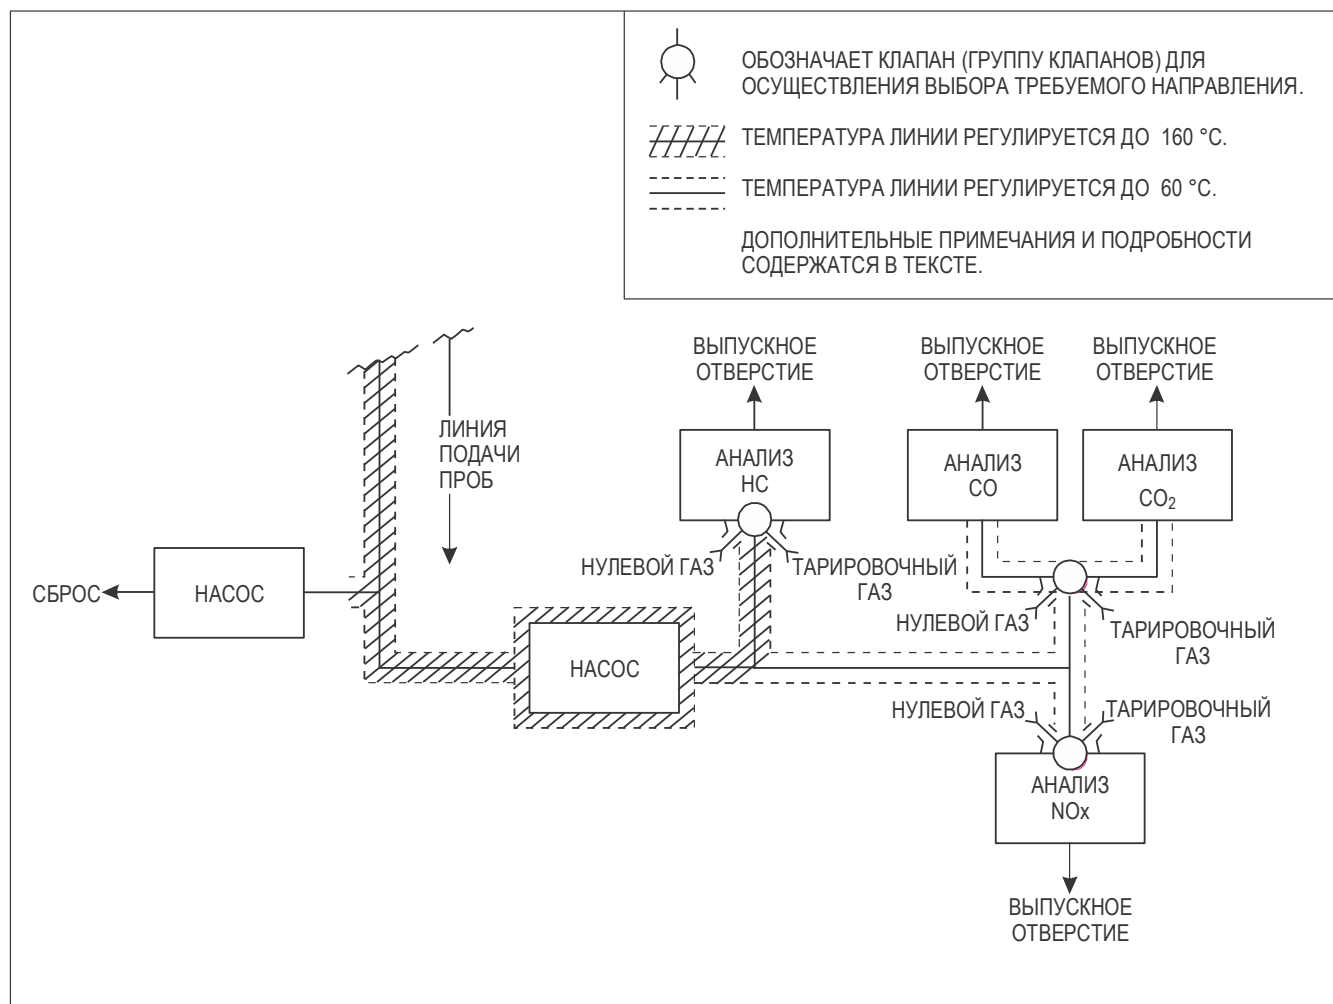 ОБОЗНАЧАЕТ КЛАПАН (ГРУППУ КЛАПАНОВ) ДЛЯ
ОСУЩЕСТВЛЕНИЯ ВЫБОРА ТРЕБУЕМОГО НАПРАВЛЕНИЯ.
ТЕМПЕРАТУРА ЛИНИИ РЕГУЛИРУЕТСЯ ДО 160 °C.
ТЕМПЕРАТУРА ЛИНИИ РЕГУЛИРУЕТСЯ ДО 60 °C.
ДОПОЛНИТЕЛЬНЫЕ ПРИМЕЧАНИЯ И ПОДРОБНОСТИ
СОДЕРЖАТСЯ В ТЕКСТЕ.
ВЫПУСКНОЕ
ОТВЕРСТИЕ
ВЫПУСКНОЕ
ОТВЕРСТИЕ
ВЫПУСКНОЕ
ОТВЕРСТИЕ
ЛИНИЯ
ПОДАЧИ
ПРОБ
АНАЛИЗ
HC
АНАЛИЗ
CO
АНАЛИЗ
CO₂
НУЛЕВОЙ ГАЗ
ТАРИРОВОЧНЫЙ
ГАЗ
СБРОС
НАСОС
НУЛЕВОЙ ГАЗ
ТАРИРОВОЧНЫЙ
ГАЗ
НАСОС
НУЛЕВОЙ ГАЗ
ТАРИРОВОЧНЫЙ
ГАЗ
АНАЛИЗ
NOx
ВЫПУСКНОЕ
ОТВЕРСТИЕ